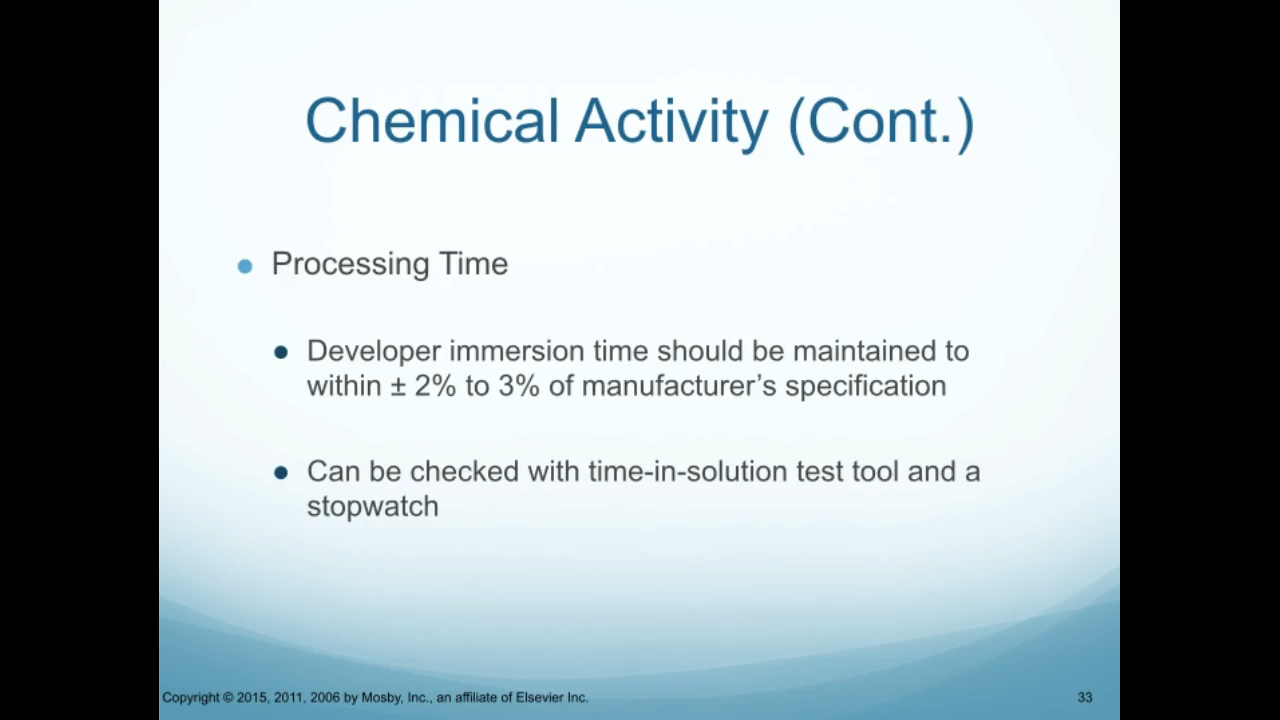 Chemical Activity (Cont.)
Processing Time
Developer immersion time should be maintained to
within ± 2% to 3% of manufacturer’s specification
Can be checked with time-in-solution test tool and a
stopwatch
Copyright © 2015, 2011, 2006 by Mosby, Inc., an affiliate of Elsevier Inc.
33